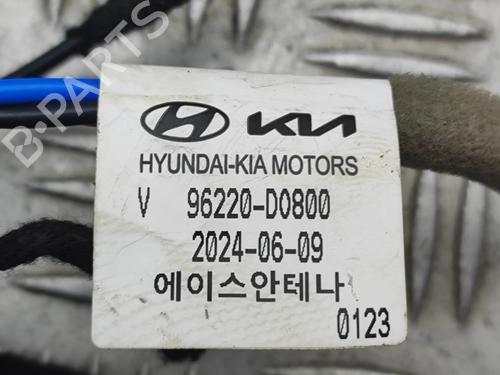 B-PARTS
KIA
HYUNDAI-KIA MOTORS
V 96220-D0800
2024-06-09
에이스안테나
0123